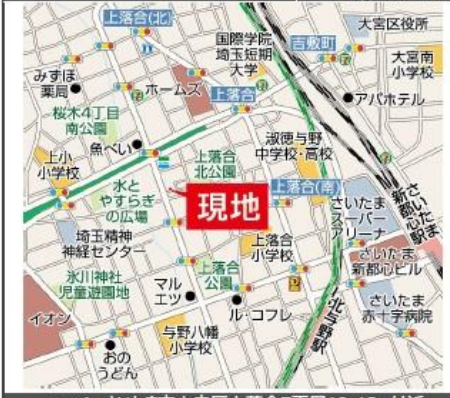 上落合(北)
大宮区役所
国際学院
埼玉短期
大学
吉敷町
大宮南
小学校
みずほ
薬局
ホームズ
アパホテル
上落合
桜木4丁目
南公園
魚べい
淑徳与野
中学校・高校
上小
小学校
上落合
北公園
水と
やすらぎ
の広場
現地
上落合(南)
さいたま
スーパー
アリーナ
さいたま
新都心駅
埼玉精神
神経センター
上落合
小学校
さいたま
新都心ビル
氷川神社
児童遊園地
上落合
公園
マル
エツ
ル・コフレ
北与野駅
さいたま
赤十字病院
イオン
与野八幡
小学校
おの
うどん